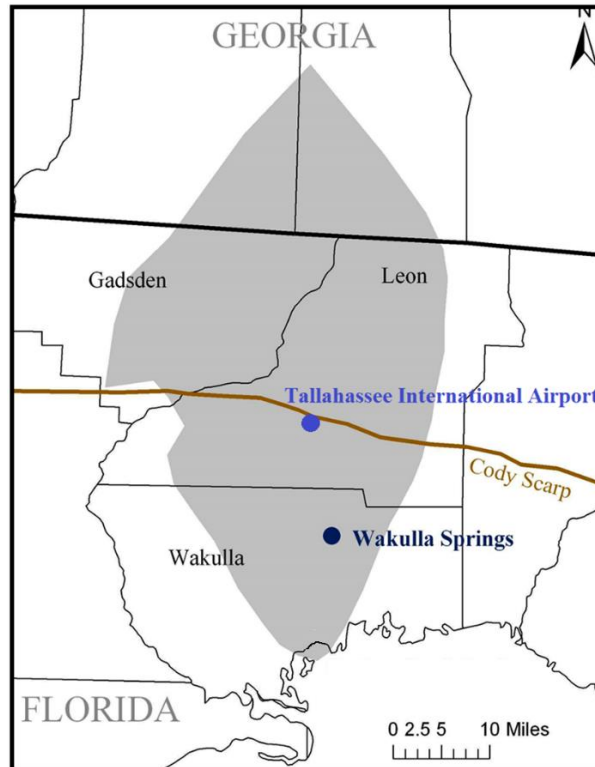 N
GEORGIA
Gadsden
Leon
Tallahassee International Airport
Cody Scarp
Wakulla Springs
Wakulla
FLORIDA
0 2.5 5 10 Miles